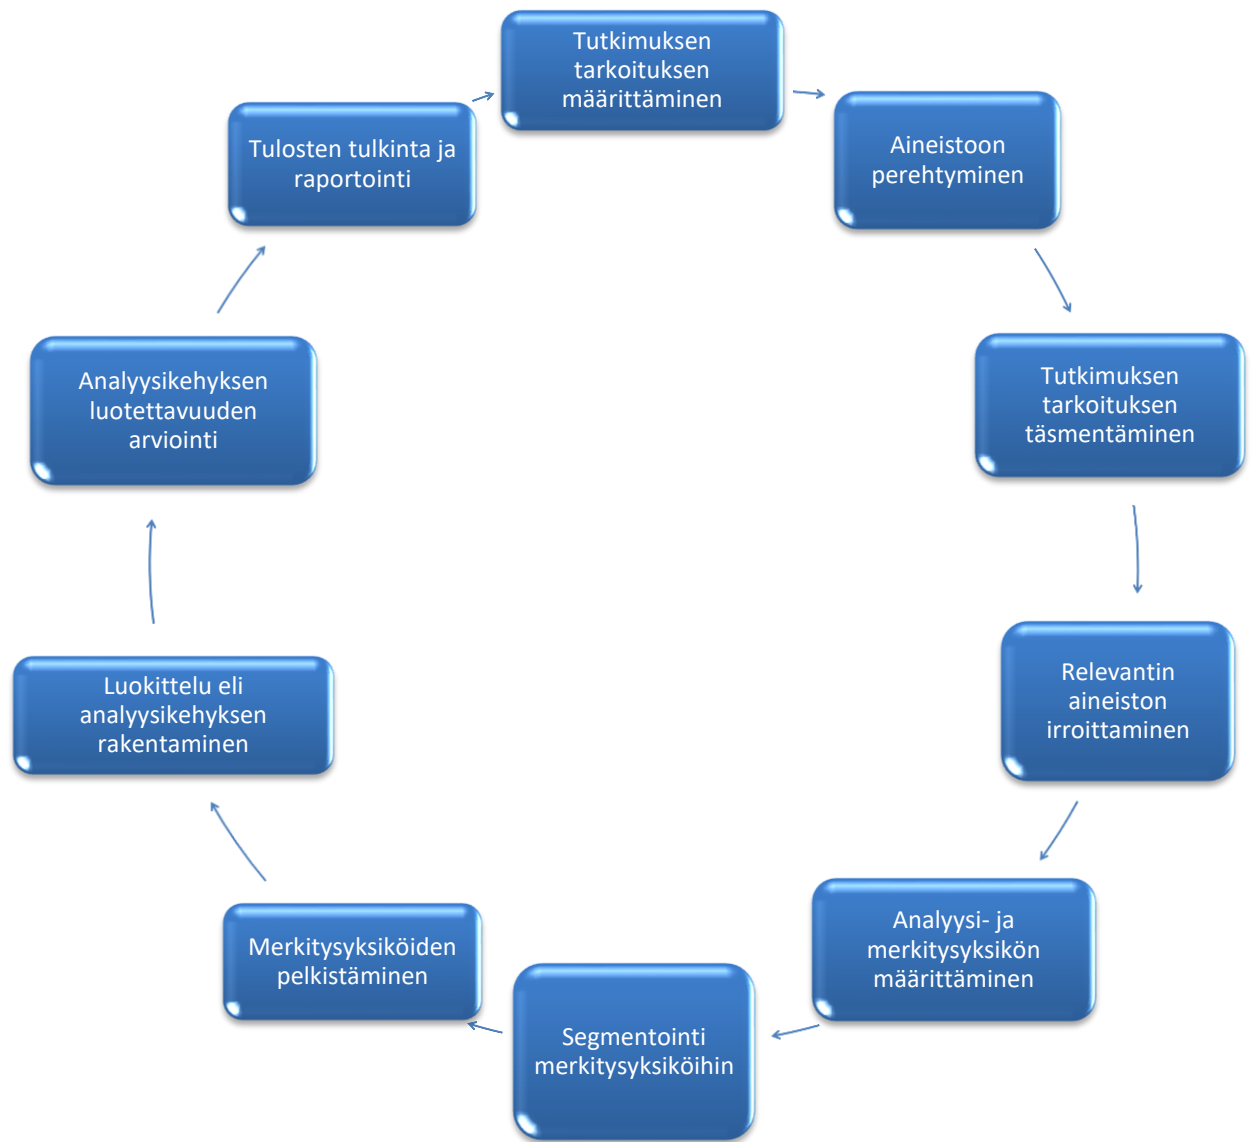 Tutkimuksen
tarkoituksen
määrittäminen
Aineistoon
perehtyminen
Tutkimuksen
tarkoituksen
täsmentäminen
Relevantin
aineiston
irroittaminen
Analyysi- ja
merkitysyksikön
määrittäminen
Segmentointi
merkitysyksiköihin
Merkitysyksiköiden
pelkistäminen
Luokittelu eli
analyysikehyksen
rakentaminen
Analyysikehyksen
luotettavuuden
arviointi
Tulosten tulkinta ja
raportointi